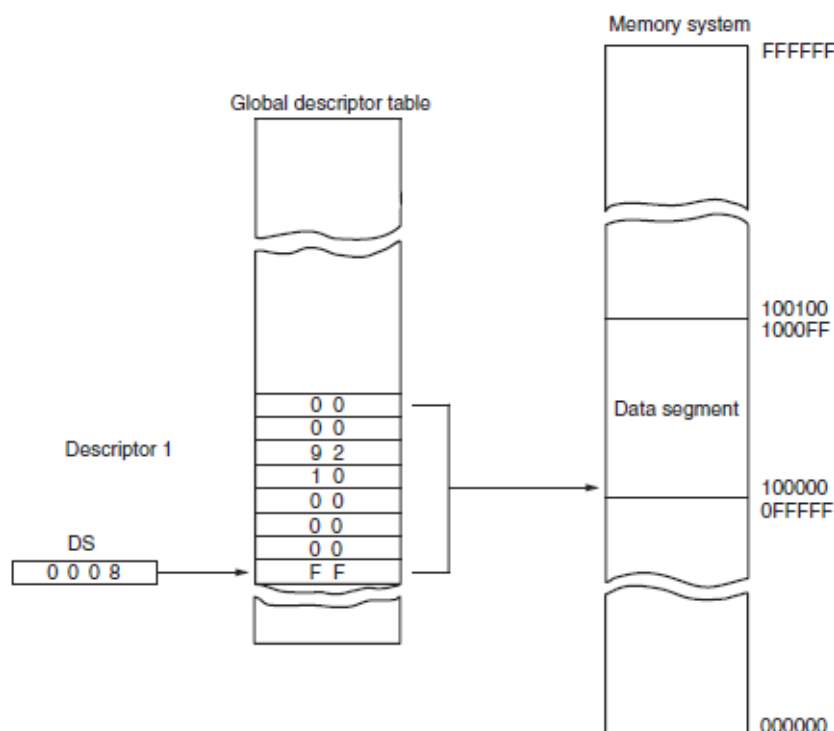 Memory system
FFFFFF
Global descriptor table
100100
1000FF
0 0
0 0
Data segment
Descriptor 1
9 2
1 0
100000
0 0
0FFFFF
0 0
DS
0 0
0 0 0 8
F F
000000